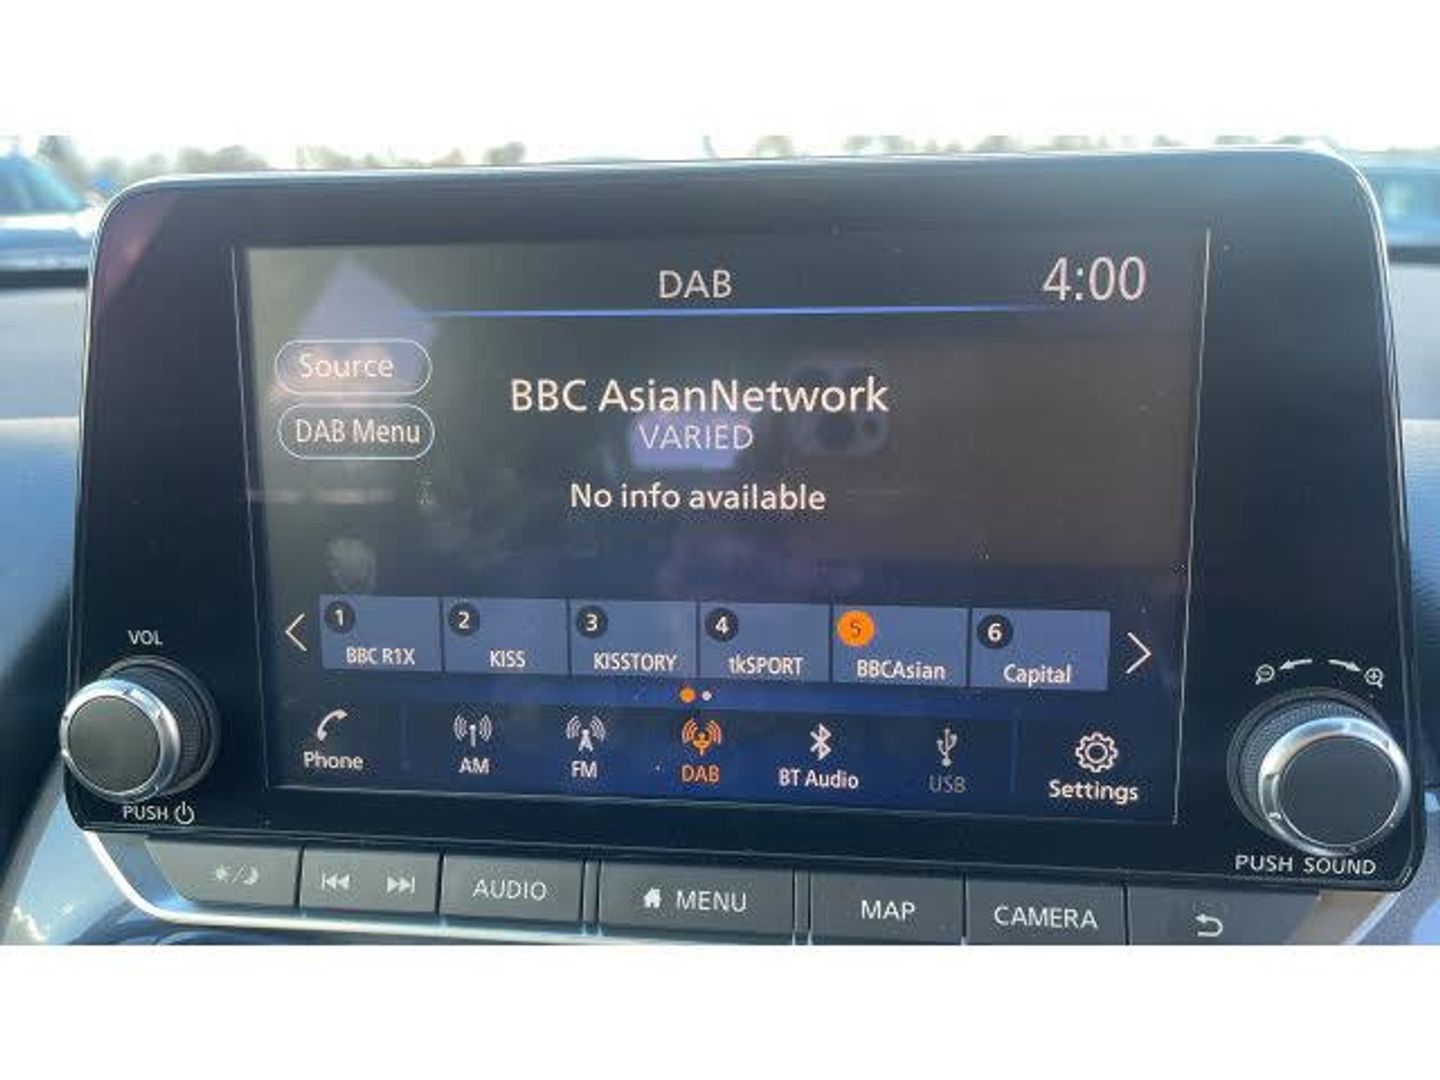 DAB 4:00
Source
BBC AsianNetwork
DAB Menu
VARIED
No info available
1 BBC R1X
2 KISS
3 KISSTORY
4 tkSPORT
5 BBCAsian
6 Capital
VOL
Phone
AM
FM
DAB
BT Audio
USB
Settings
PUSH
PUSH SOUND
AUDIO
MENU
MAP
CAMERA